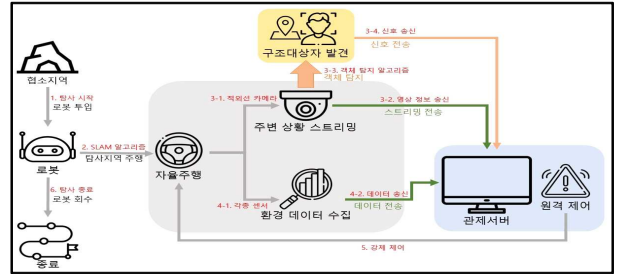 3-4. 신호 송신
신호 전송
구조대상자 발견
3-3. 객체 탐지 알고리즘
객체 탐지
협소지역
1. 탐사 시작
로봇 투입
3-1. 적외선 카메라
3-2. 영상 정보 송신
스트리밍 전송
주변 상황 스트리밍
2. SLAM 알고리즘
탐사지역 주행
로봇
자율주행
6. 탐사 종료
로봇 회수
4-1. 각종 센서
4-2. 데이터 송신
데이터 전송
환경 데이터 수집
관제서버
원격 제어
5. 강제 제어
종료